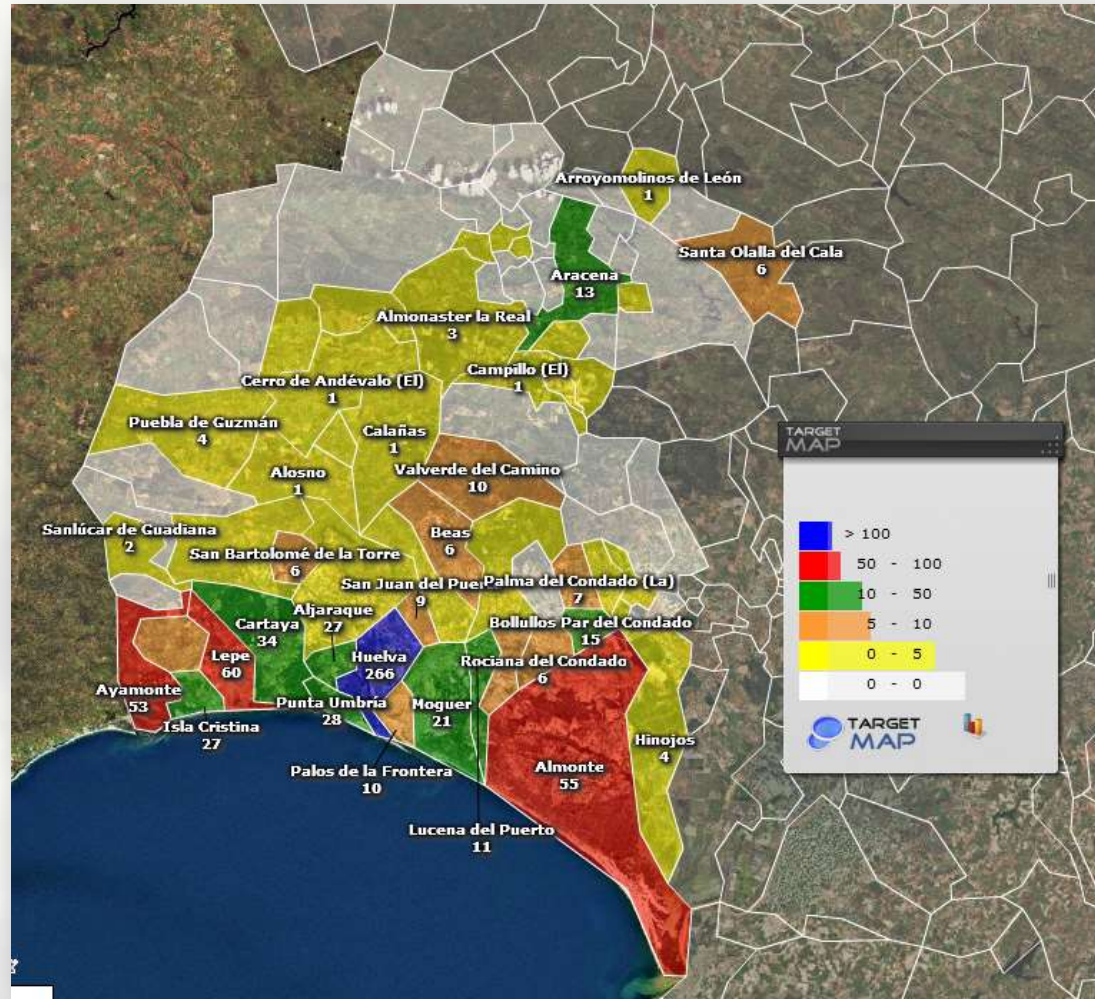 Arroyomolinos de León
1
Santa Olalla del Cala
6
Aracena
13
Almonaster la Real
3
Campillo (El)
1
Cerro de Andévalo (El)
1
Puebla de Guzmán
4
Calañas
1
Valverde del Camino
10
Alosno
1
Sanlúcar de Guadiana
2
Beas
6
San Bartolomé de la Torre
6
San Juan del Puer
9
Palma del Condado (La)
7
Aljaraque
27
Cartaya
34
Bollullos Par del Condado
15
Lepe
60
Huelva
266
Rociana del Condado
6
Ayamonte
53
Punta Umbría
28
Moguer
21
Isla Cristina
27
Hinojos
4
Almonte
55
Palos de la Frontera
10
Lucena del Puerto
11
TARGET
MAP
> 100
50 - 100
10 - 50
5 - 10
0 - 5
0 - 0
TARGET
MAP